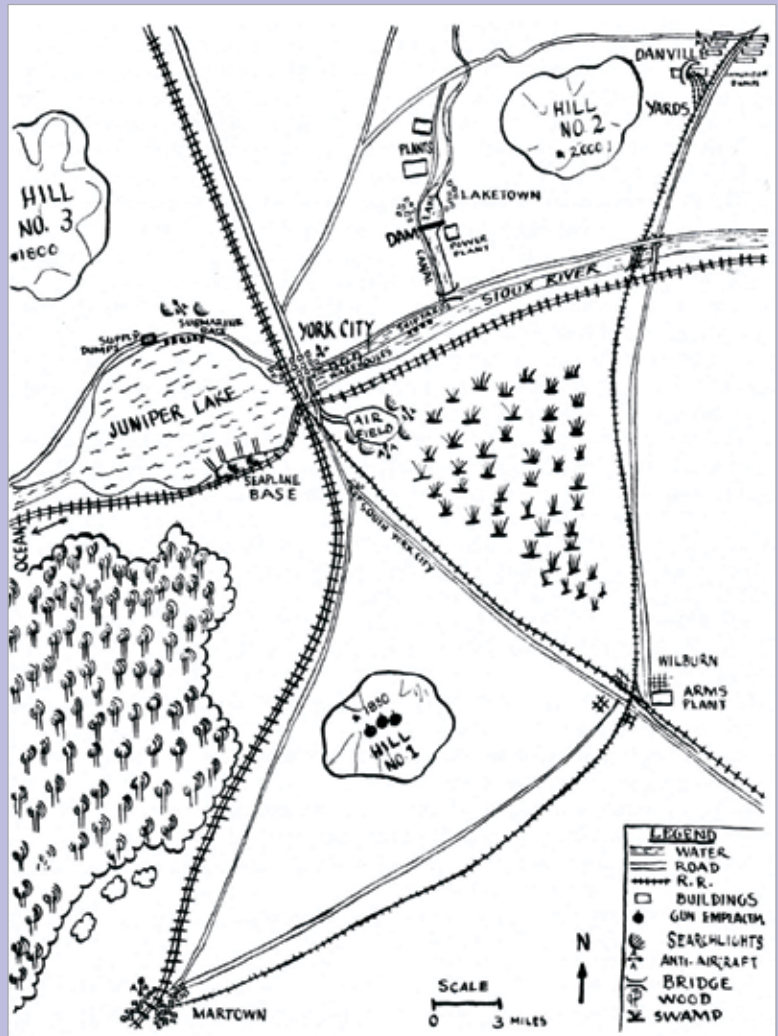 DANVILLE
YARDS
HILL
NO. 2
2000
PLANTS
LAKETOWN
DAM
POWER
PLANT
CANAL
HILL
NO. 3
1800
SIOUX RIVER
SUBMARINE
BASE
SUPPLY
DUMPS
YORK CITY
WAREHOUSES
JUNIPER LAKE
AIR
FIELD
SEAPLANE
BASE
OCEAN
SOUTH YORK CITY
WILBURN
ARMS
PLANT
1850
HILL
NO. 1
MARTOWN
N
SCALE
0 3 MILES
LEGEND
WATER
ROAD
R.R.
BUILDINGS
GUN EMPLACTM.
SEARCHLIGHTS
ANTI-AIRCRAFT
BRIDGE
WOOD
SWAMP